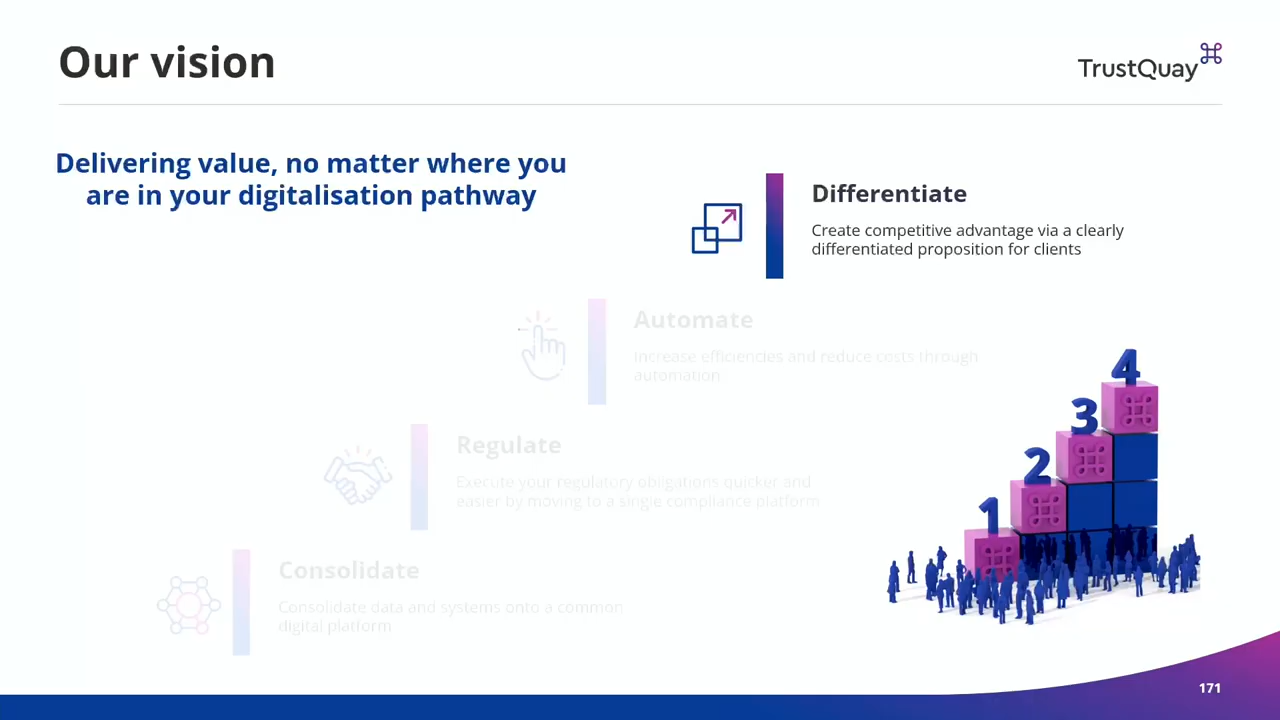 Our vision
TrustQuay
Delivering value, no matter where you
are in your digitalisation pathway
Differentiate
Create competitive advantage via a clearly
differentiated proposition for clients
Automate
Increase efficiencies and reduce costs through
automation
Regulate
Execute your regulatory obligations quicker and
easier by moving to a single compliance platform
Consolidate
Consolidate data and systems onto a common
digital platform
4
3
2
1
171